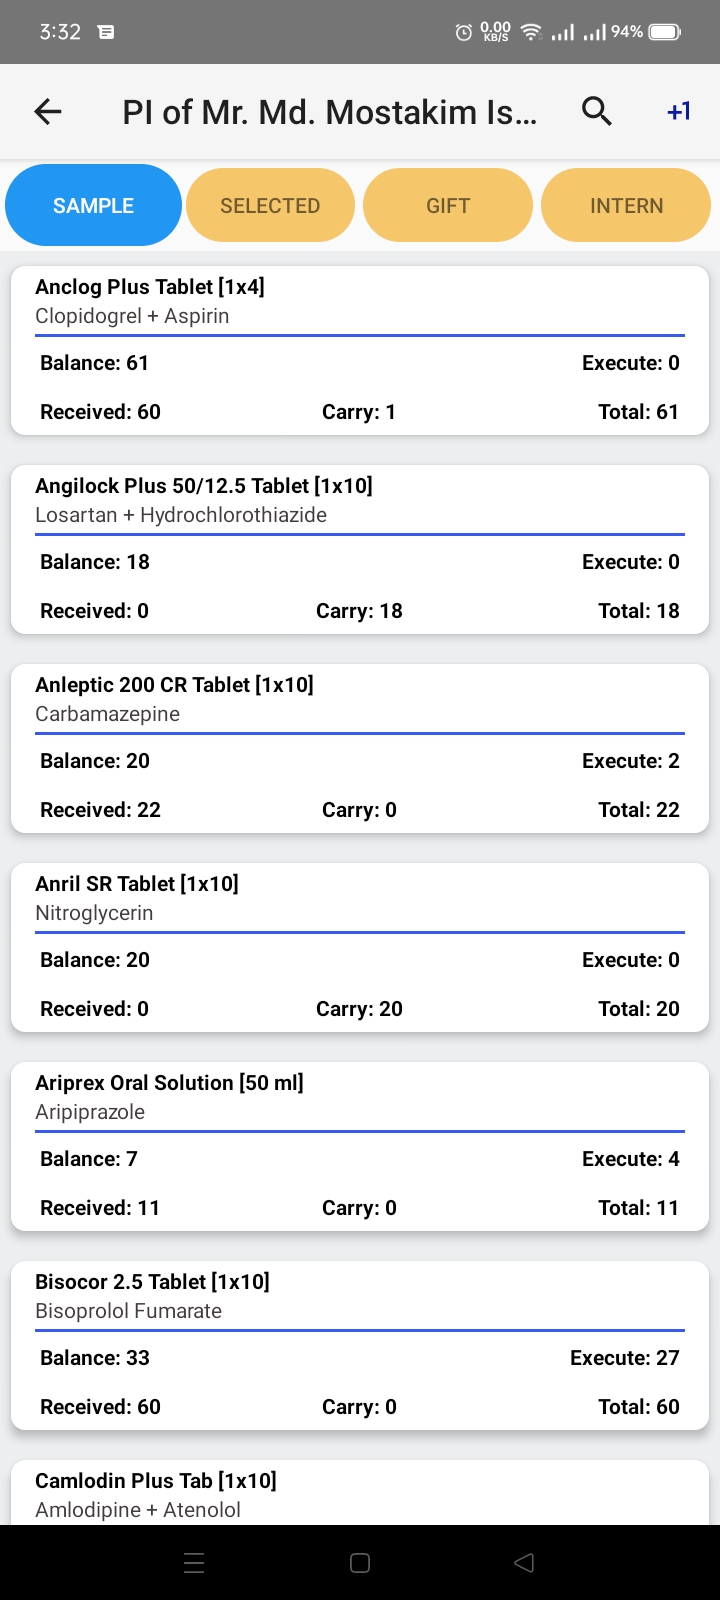 3:32 0.00 KB/S 94%
PI of Mr. Md. Mostakim Is... +1
SAMPLE SELECTED GIFT INTERN
Anclog Plus Tablet [1x4]
Clopidogrel + Aspirin
Balance: 61 Execute: 0
Received: 60 Carry: 1 Total: 61
Angilock Plus 50/12.5 Tablet [1x10]
Losartan + Hydrochlorothiazide
Balance: 18 Execute: 0
Received: 0 Carry: 18 Total: 18
Anleptic 200 CR Tablet [1x10]
Carbamazepine
Balance: 20 Execute: 2
Received: 22 Carry: 0 Total: 22
Anril SR Tablet [1x10]
Nitroglycerin
Balance: 20 Execute: 0
Received: 0 Carry: 20 Total: 20
Ariprex Oral Solution [50 ml]
Aripiprazole
Balance: 7 Execute: 4
Received: 11 Carry: 0 Total: 11
Bisocor 2.5 Tablet [1x10]
Bisoprolol Fumarate
Balance: 33 Execute: 27
Received: 60 Carry: 0 Total: 60
Camlodin Plus Tab [1x10]
Amlodipine + Atenolol